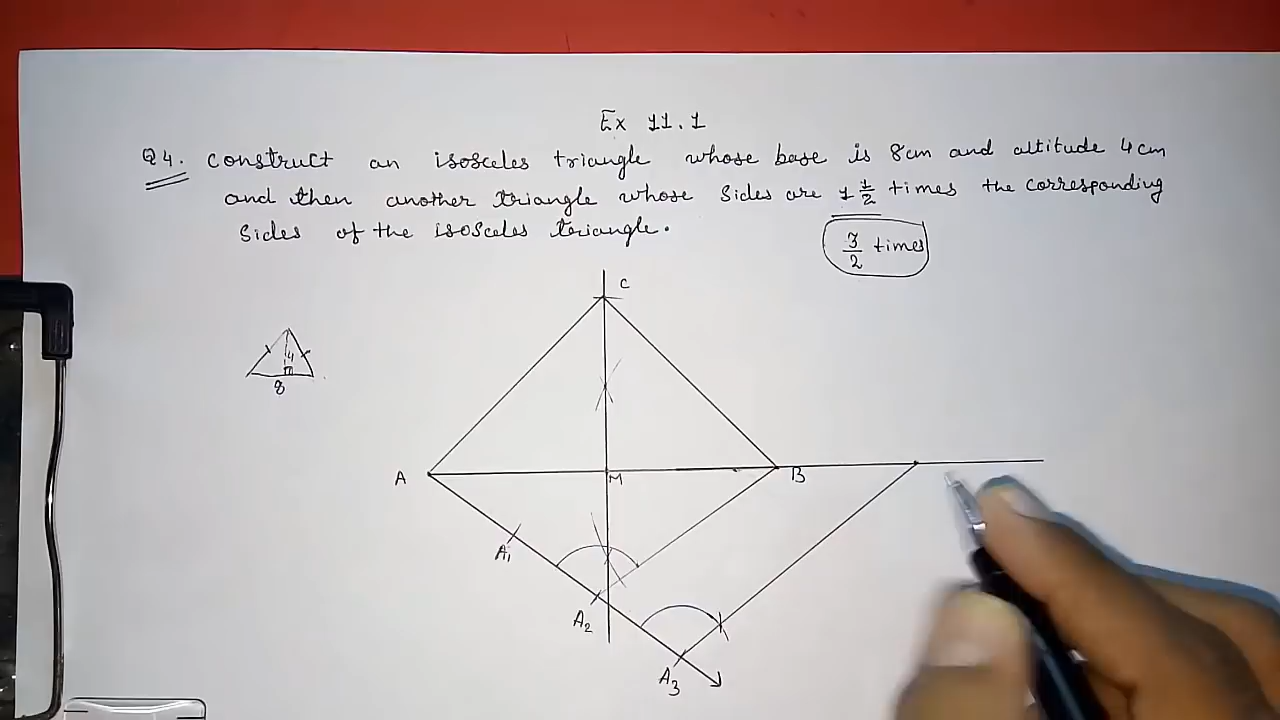 Ex 11.1
Q4. Construct an isosceles triangle whose base is 8cm and altitude 4cm
and then another triangle whose sides are 1 1/2 times the corresponding
sides of the isosceles triangle.
3/2 times
C
4
8
A
M
B
A1
A2
A3